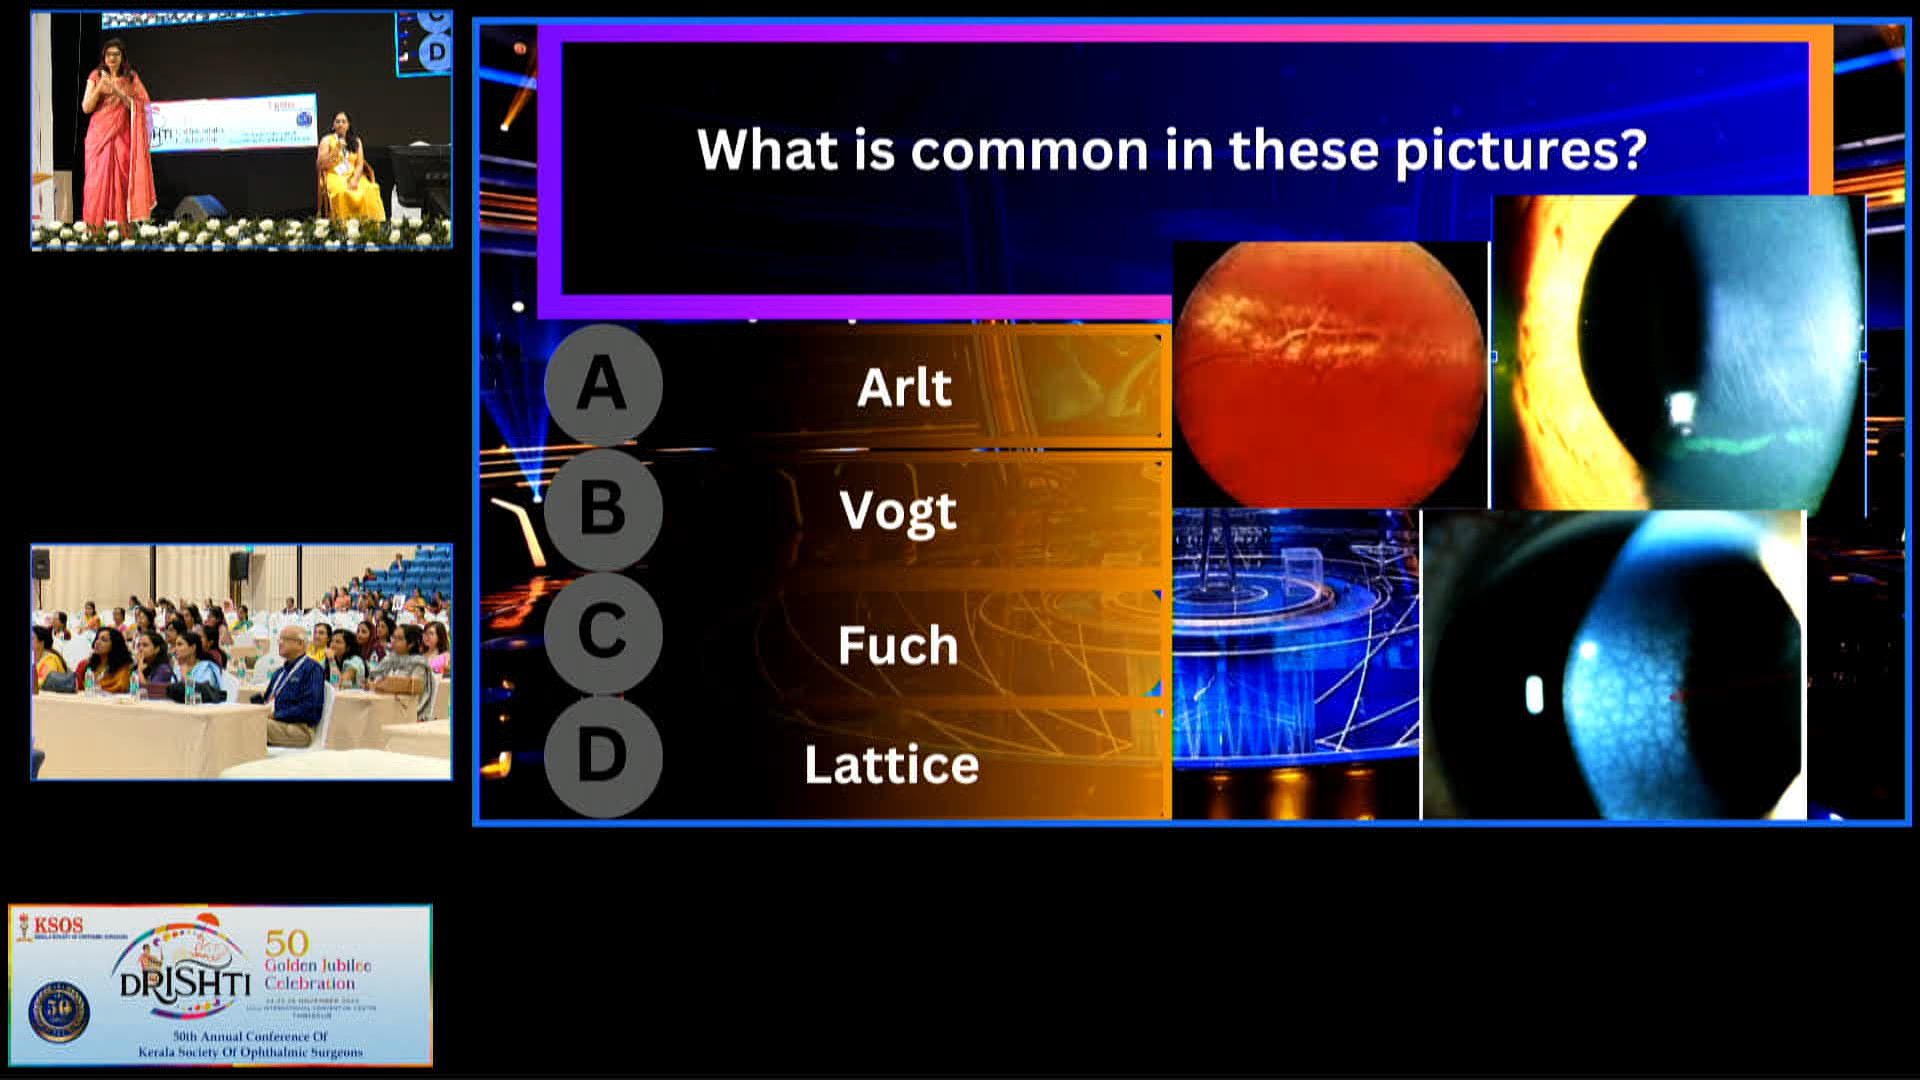 D
What is common in these pictures?
A
Arlt
B
Vogt
C
Fuch
D
Lattice
KSOS
DRISHTI
50
Golden Jubilee
Celebration
50
50th Annual Conference Of
Kerala Society Of Ophthalmic Surgeons